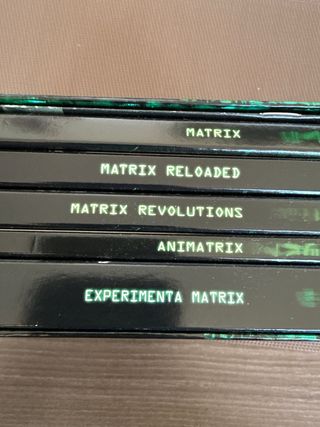 MATRIX
MATRIX RELOADED
MATRIX REVOLUTIONS
ANIMATRIX
EXPERIMENTA MATRIX